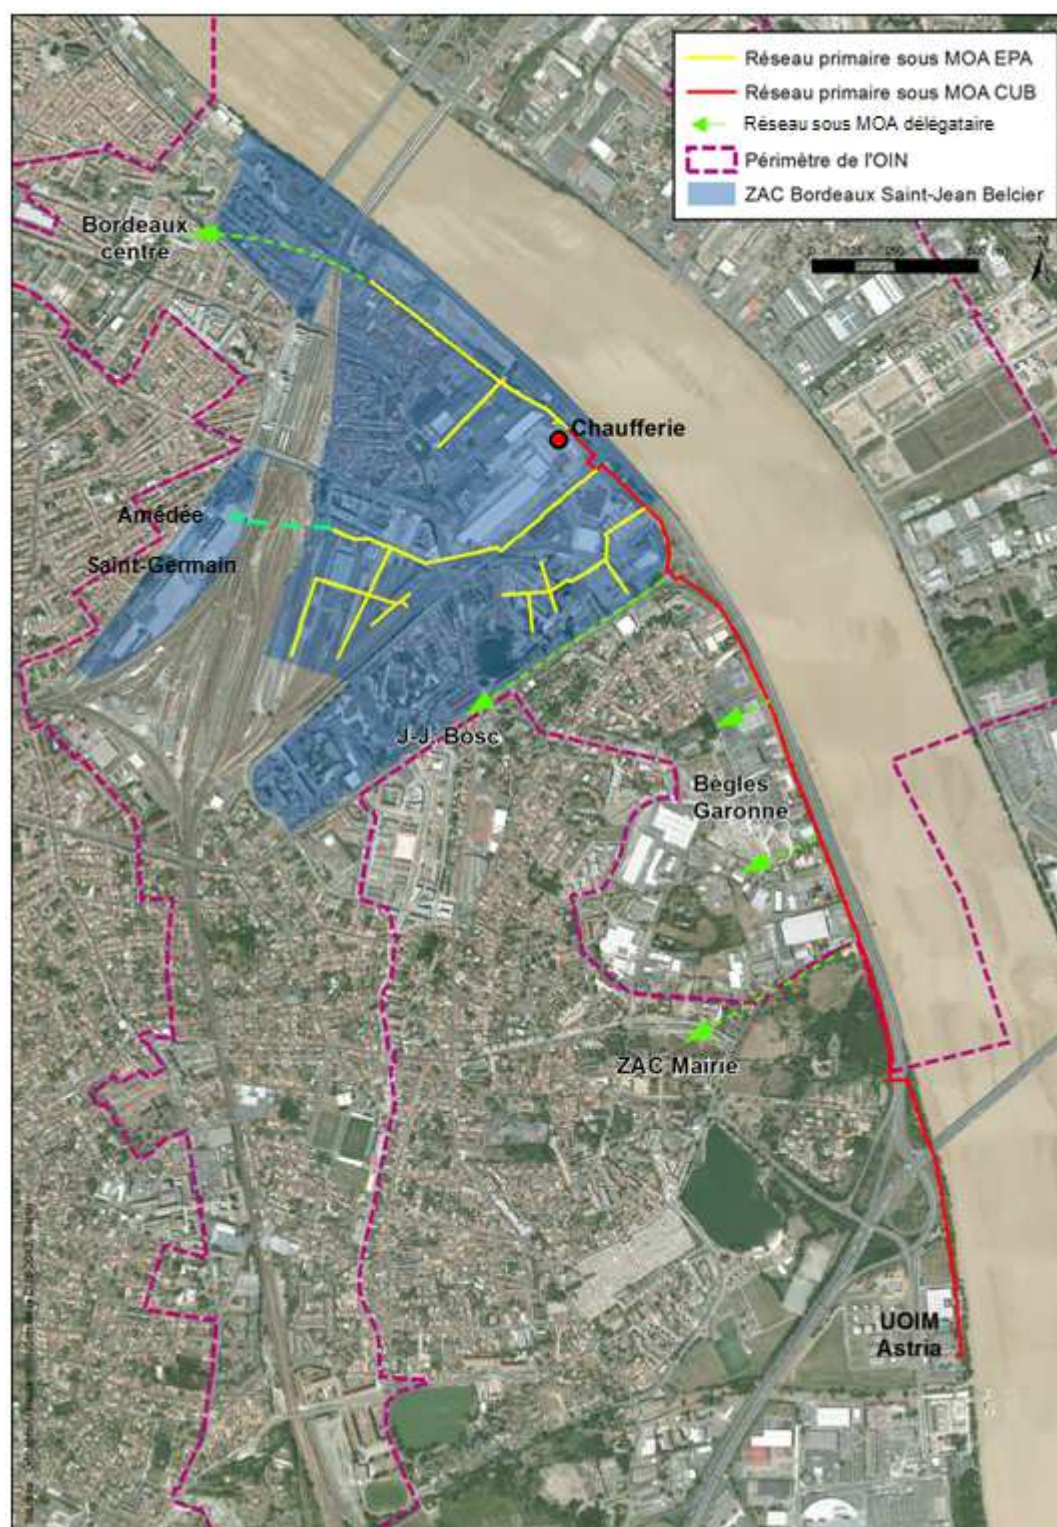 Réseau primaire sous MOA EPA
Réseau primaire sous MOA CUB
Réseau sous MOA délégataire
Périmètre de l'OIN
ZAC Bordeaux Saint-Jean Belcier
N
Bordeaux
centre
Chaufferie
Amédée
Saint-Germain
J-J. Bosc
Bègles
Garonne
ZAC Mairie
UOIM
Astria